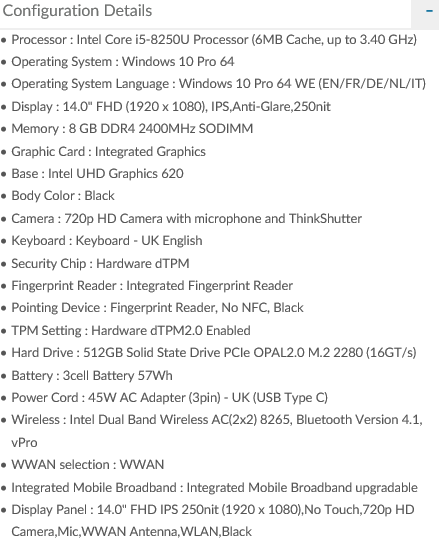 Configuration Details
–
• Processor : Intel Core i5-8250U Processor (6MB Cache, up to 3.40 GHz)
• Operating System : Windows 10 Pro 64
• Operating System Language : Windows 10 Pro 64 WE (EN/FR/DE/NL/IT)
• Display : 14.0" FHD (1920 x 1080), IPS,Anti-Glare,250nit
• Memory : 8 GB DDR4 2400MHz SODIMM
• Graphic Card : Integrated Graphics
• Base : Intel UHD Graphics 620
• Body Color : Black
• Camera : 720p HD Camera with microphone and ThinkShutter
• Keyboard : Keyboard - UK English
• Security Chip : Hardware dTPM
• Fingerprint Reader : Integrated Fingerprint Reader
• Pointing Device : Fingerprint Reader, No NFC, Black
• TPM Setting : Hardware dTPM2.0 Enabled
• Hard Drive : 512GB Solid State Drive PCIe OPAL2.0 M.2 2280 (16GT/s)
• Battery : 3cell Battery 57Wh
• Power Cord : 45W AC Adapter (3pin) - UK (USB Type C)
• Wireless : Intel Dual Band Wireless AC(2x2) 8265, Bluetooth Version 4.1,
vPro
• WWAN selection : WWAN
• Integrated Mobile Broadband : Integrated Mobile Broadband upgradable
• Display Panel : 14.0" FHD IPS 250nit (1920 x 1080),No Touch,720p HD
Camera,Mic,WWAN Antenna,WLAN,Black